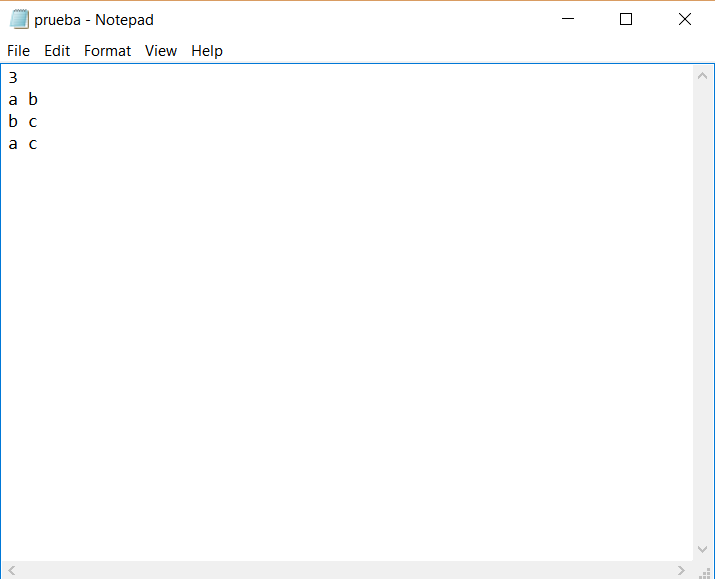 prueba - Notepad
File Edit Format View Help
3
a b
b c
a c